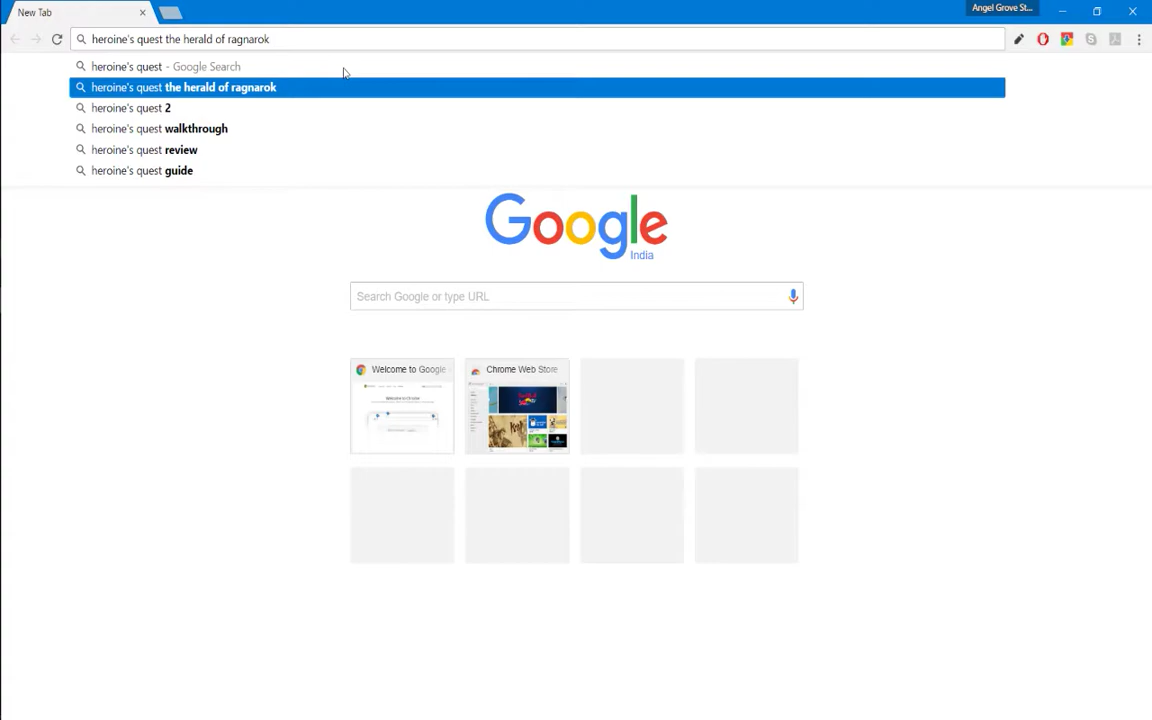 New Tab
Angel Grove St...
heroine's quest the herald of ragnarok
heroine's quest - Google Search
heroine's quest the herald of ragnarok
heroine's quest 2
heroine's quest walkthrough
heroine's quest review
heroine's quest guide
Google
India
Search Google or type URL
Welcome to Google
Chrome Web Store